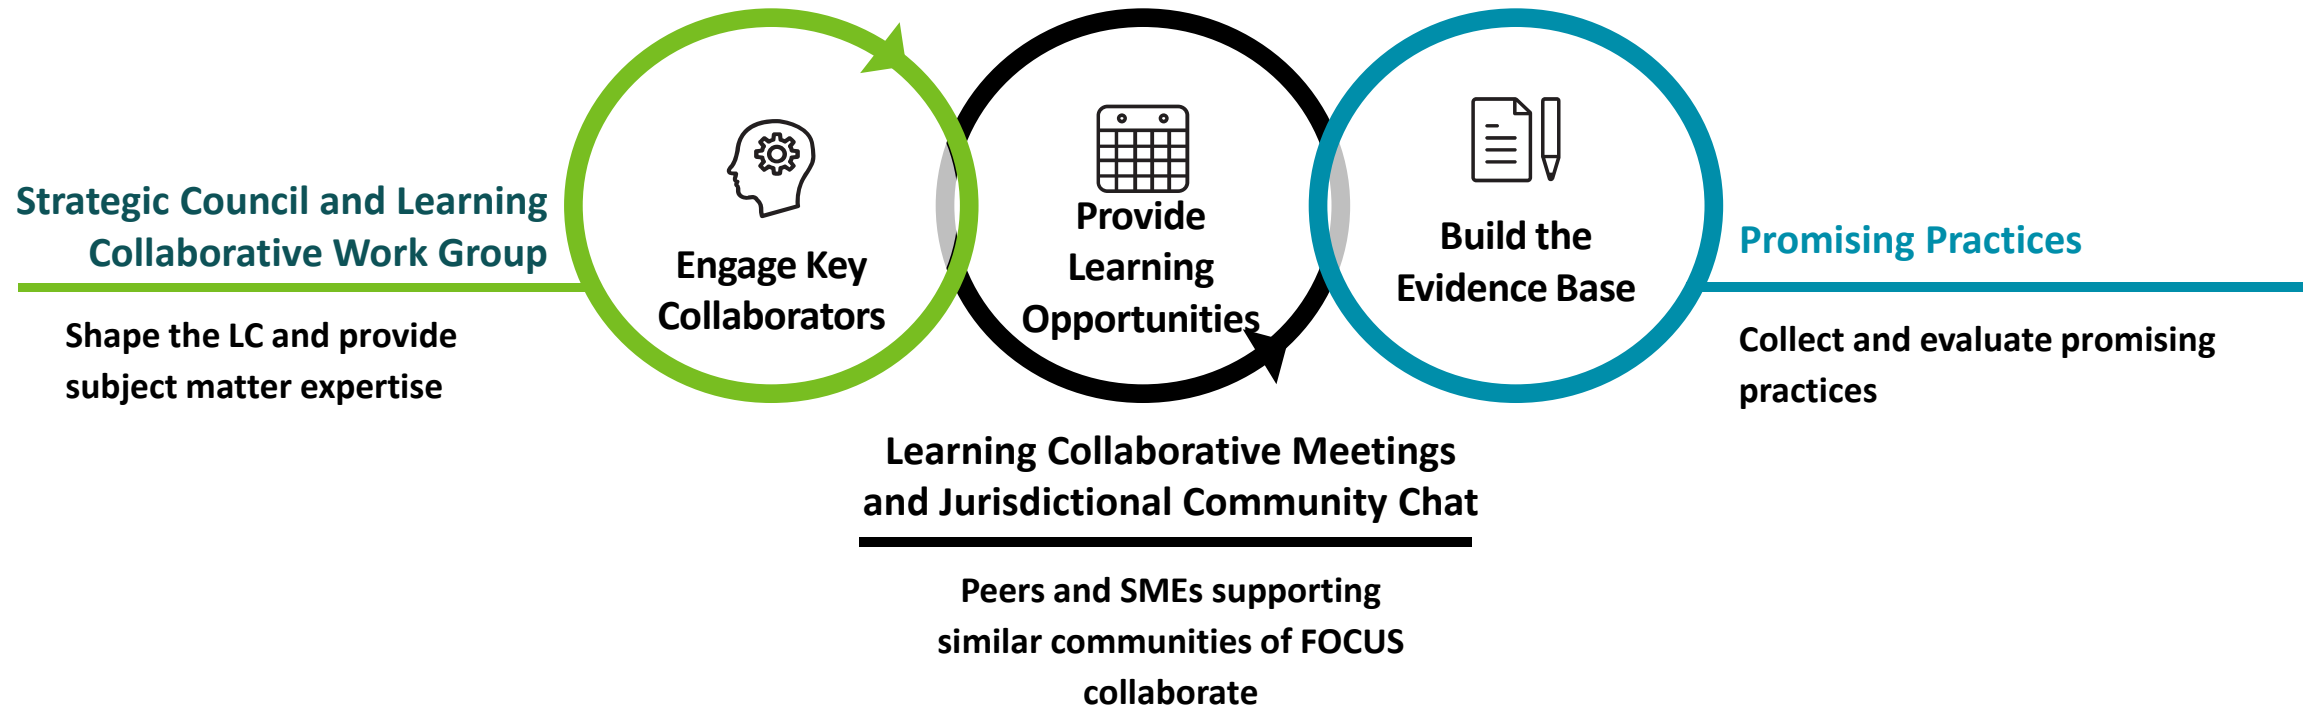 Strategic Council and Learning
Collaborative Work Group
Shape the LC and provide
subject matter expertise
Engage Key
Collaborators
Provide
Learning
Opportunities
Learning Collaborative Meetings
and Jurisdictional Community Chat
Peers and SMEs supporting
similar communities of FOCUS
collaborate
Build the
Evidence Base
Promising Practices
Collect and evaluate promising
practices